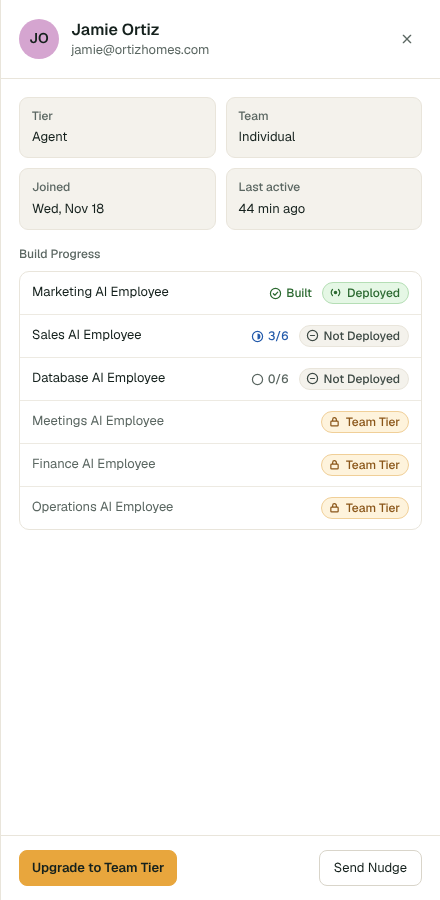 JO
Jamie Ortiz
jamie@ortizhomes.com
Tier
Agent
Team
Individual
Joined
Wed, Nov 18
Last active
44 min ago
Build Progress
Marketing AI Employee Built Deployed
Sales AI Employee 3/6 Not Deployed
Database AI Employee 0/6 Not Deployed
Meetings AI Employee Team Tier
Finance AI Employee Team Tier
Operations AI Employee Team Tier
Upgrade to Team Tier Send Nudge